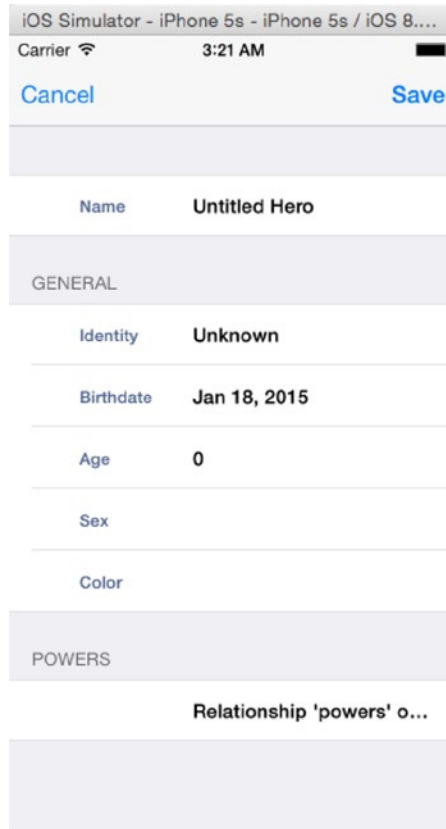 iOS Simulator - iPhone 5s - iPhone 5s / iOS 8....
Carrier 3:21 AM
Cancel Save
Name Untitled Hero
GENERAL
Identity Unknown
Birthdate Jan 18, 2015
Age 0
Sex
Color
POWERS
Relationship 'powers' o...